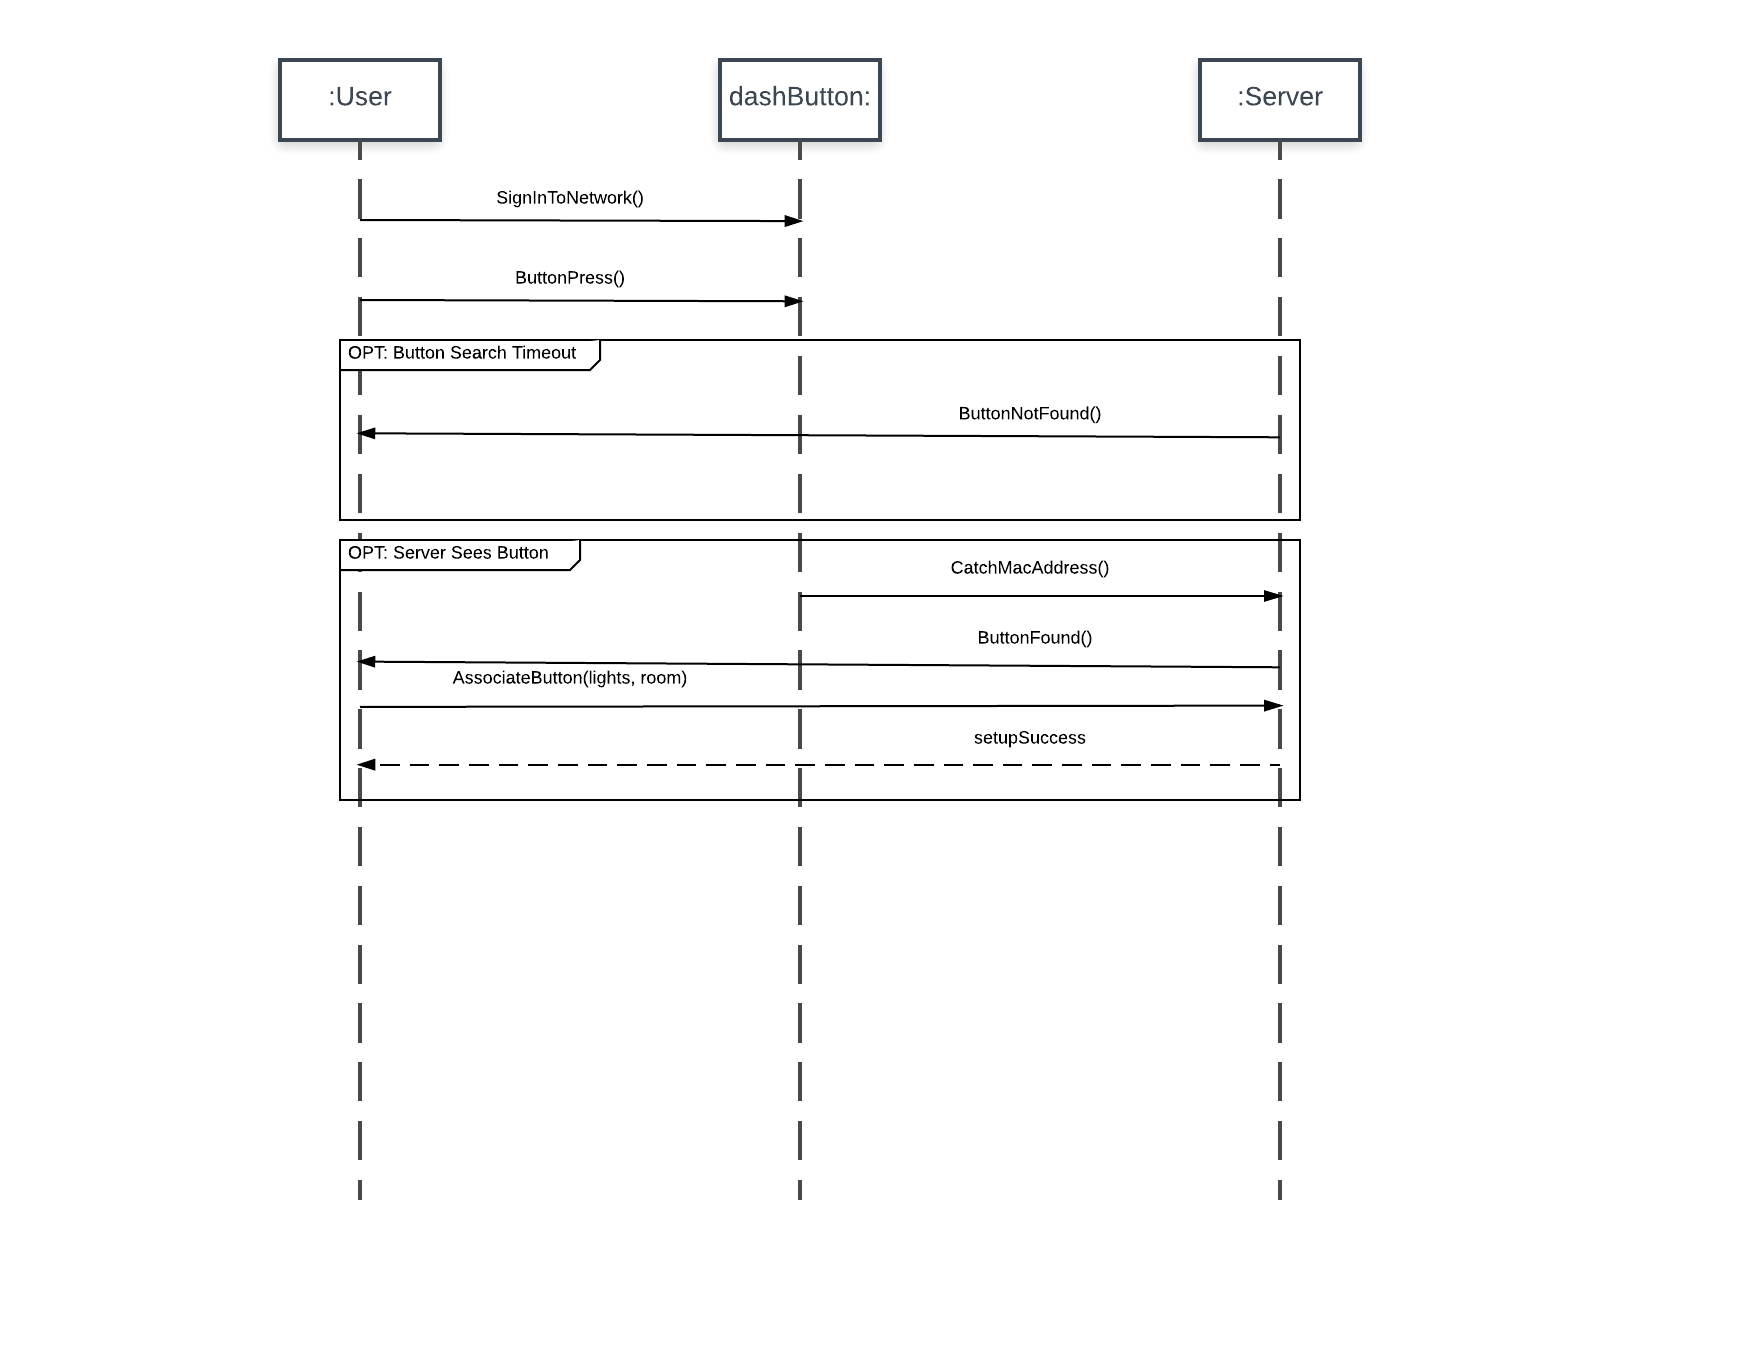 :User
dashButton:
:Server
SignInToNetwork()
ButtonPress()
OPT: Button Search Timeout
ButtonNotFound()
OPT: Server Sees Button
CatchMacAddress()
ButtonFound()
AssociateButton(lights, room)
setupSuccess